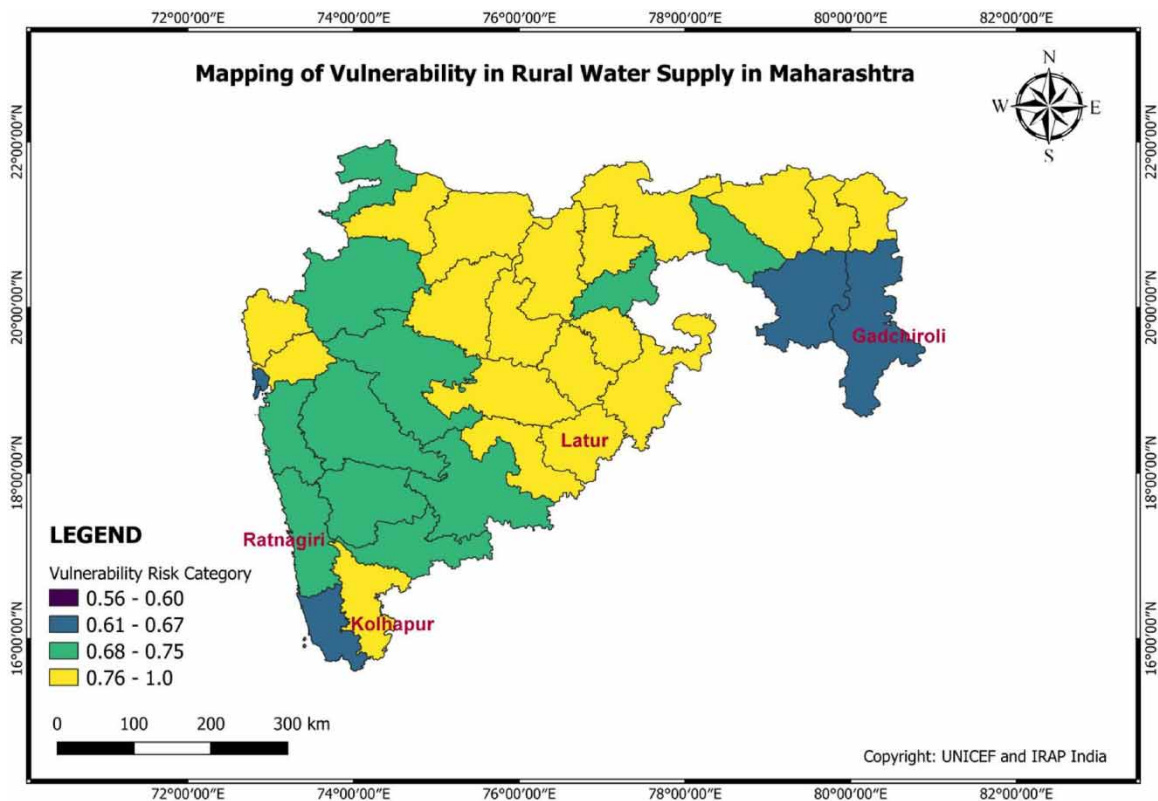 72°00'00"E 74°00'00"E 76°00'00"E 78°00'00"E 80°00'00"E 82°00'00"E
Mapping of Vulnerability in Rural Water Supply in Maharashtra
N
W E
S
22°00'00"N 22°00'00"N
20°00'00"N 20°00'00"N
Gadchiroli
Latur
18°00'00"N 18°00'00"N
Ratnagiri
Kolhapur
16°00'00"N 16°00'00"N
LEGEND
Vulnerability Risk Category
0.56 - 0.60
0.61 - 0.67
0.68 - 0.75
0.76 - 1.0
0 100 200 300 km
Copyright: UNICEF and IRAP India
72°00'00"E 74°00'00"E 76°00'00"E 78°00'00"E 80°00'00"E 82°00'00"E